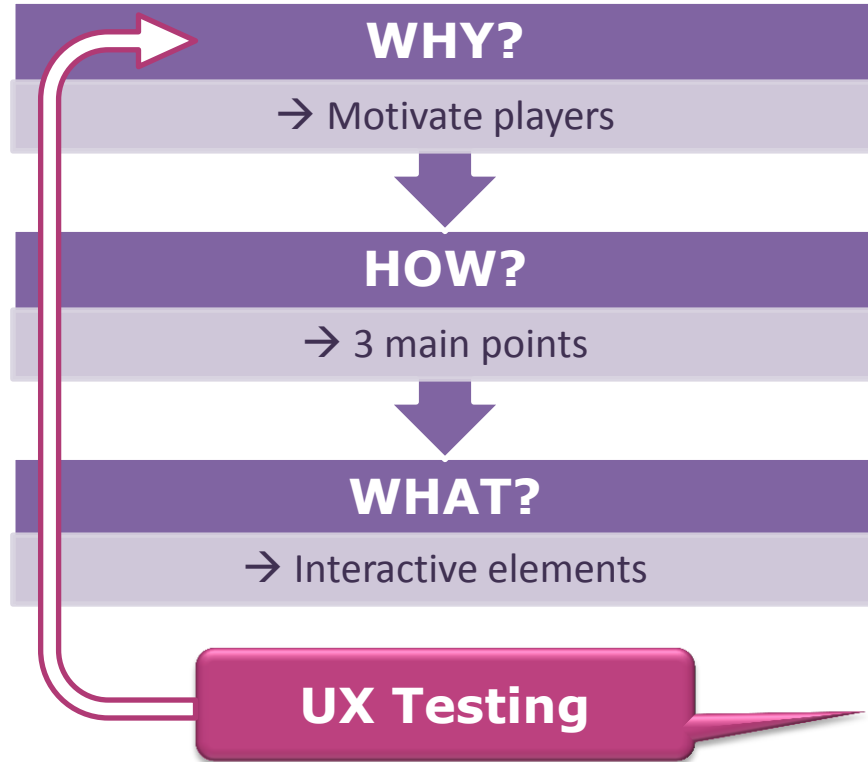 WHY?
→ Motivate players
HOW?
→ 3 main points
WHAT?
→ Interactive elements
UX Testing